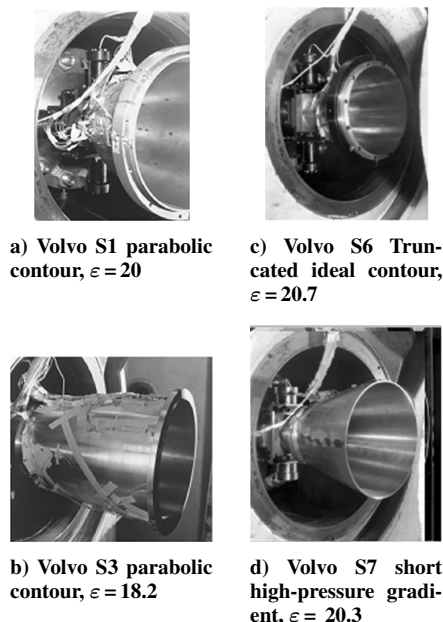 a) Volvo S1 parabolic
contour, ε = 20
c) Volvo S6 Trun-
cated ideal contour,
ε = 20.7
b) Volvo S3 parabolic
contour, ε = 18.2
d) Volvo S7 short
high-pressure gradi-
ent, ε = 20.3